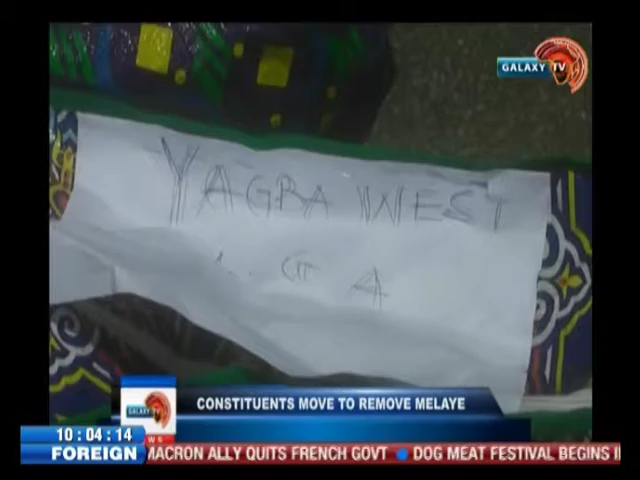 GALAXY TV
YAGBA WEST
L G A
CONSTITUENTS MOVE TO REMOVE MELAYE
GALAXY
10:04:14
FOREIGN
MACRON ALLY QUITS FRENCH GOVT
DOG MEAT FESTIVAL BEGINS I